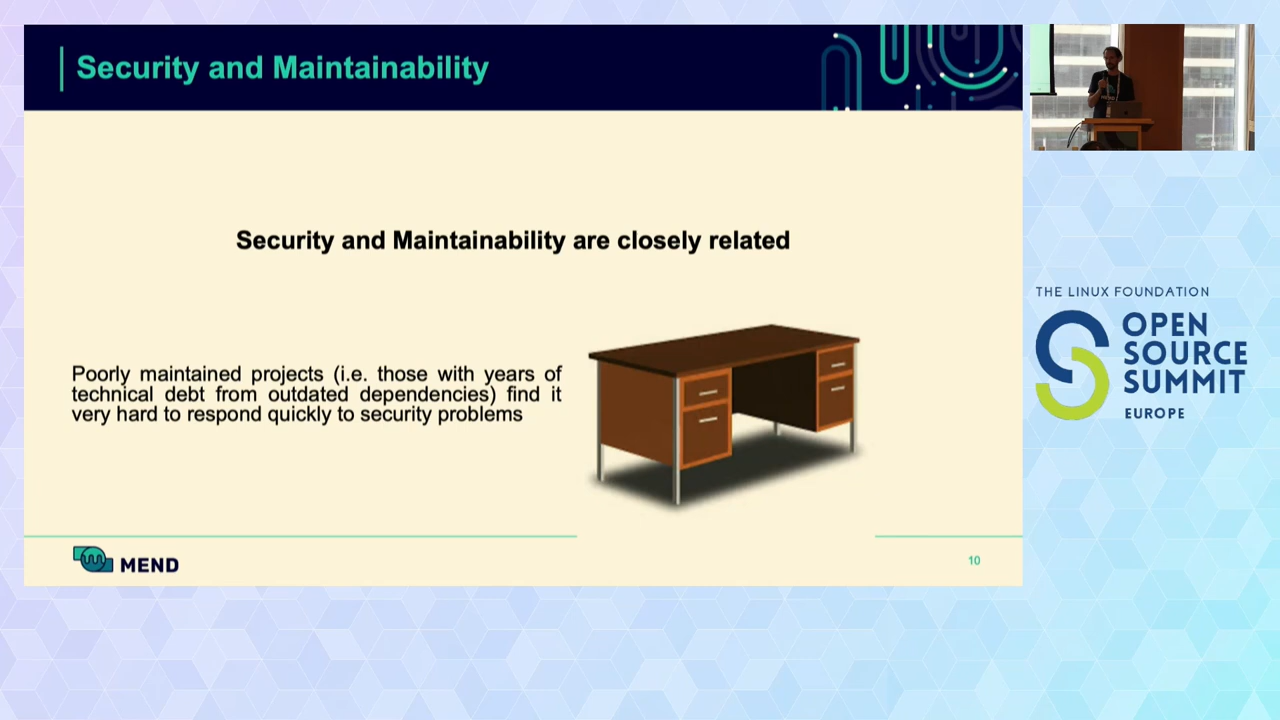 Security and Maintainability
Security and Maintainability are closely related
Poorly maintained projects (i.e. those with years of
technical debt from outdated dependencies) find it
very hard to respond quickly to security problems
MEND
10
THE LINUX FOUNDATION
OPEN
SOURCE
SUMMIT
EUROPE